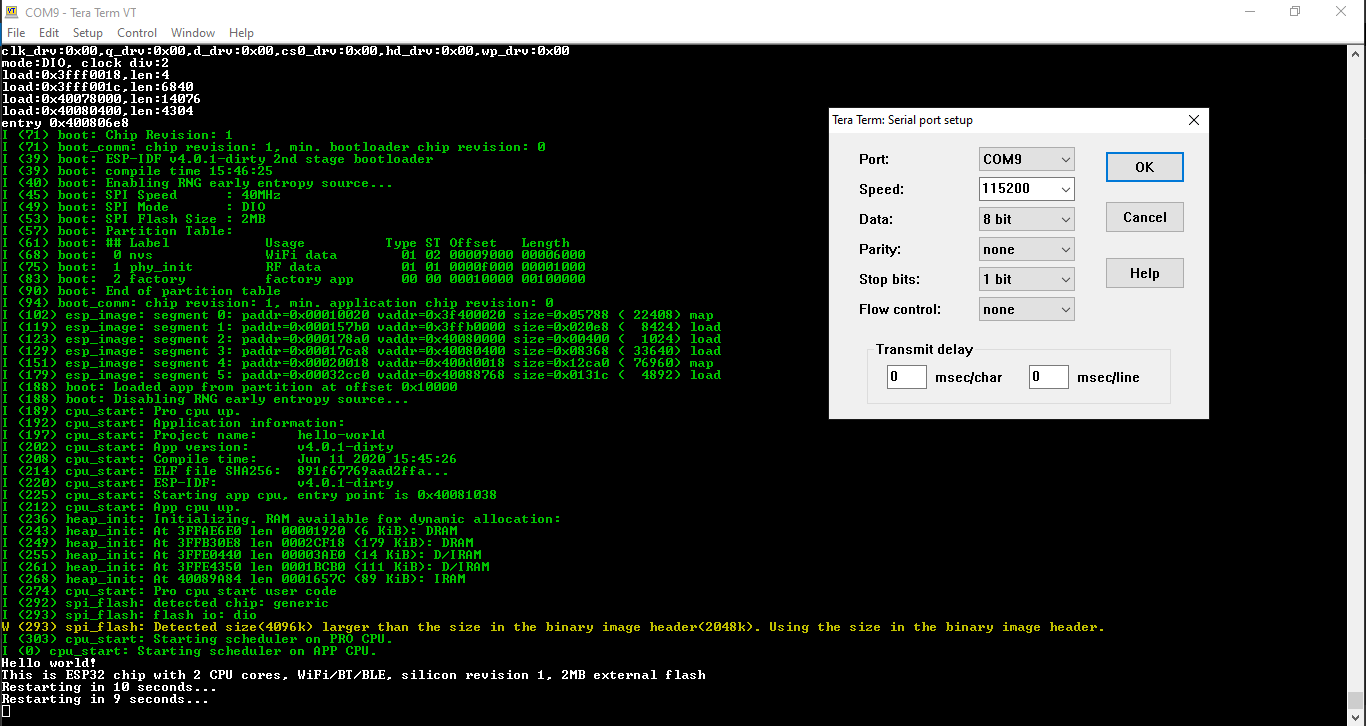 COM9 - Tera Term VT
File Edit Setup Control Window Help
clk_drv:0x00,q_drv:0x00,d_drv:0x00,cs0_drv:0x00,hd_drv:0x00,wp_drv:0x00
mode:DIO, clock div:2
load:0x3fff0018,len:4
load:0x3fff001c,len:6840
load:0x40078000,len:14076
load:0x40080400,len:4304
entry 0x400806e8
I (71) boot: Chip Revision: 1
I (71) boot_comm: chip revision: 1, min. bootloader chip revision: 0
I (39) boot: ESP-IDF v4.0.1-dirty 2nd stage bootloader
I (39) boot: compile time 15:46:25
I (40) boot: Enabling RNG early entropy source...
I (45) boot: SPI Speed      : 40MHz
I (49) boot: SPI Mode       : DIO
I (53) boot: SPI Flash Size : 2MB
I (57) boot: Partition Table:
I (61) boot: ## Label            Usage          Type ST Offset   Length
I (68) boot:  0 nvs              WiFi data        01 02 00009000 00006000
I (75) boot:  1 phy_init         RF data          01 01 0000f000 00001000
I (83) boot:  2 factory          factory app      00 00 00010000 00100000
I (90) boot: End of partition table
I (94) boot_comm: chip revision: 1, min. application chip revision: 0
I (102) esp_image: segment 0: paddr=0x00010020 vaddr=0x3f400020 size=0x05788 ( 22408) map
I (119) esp_image: segment 1: paddr=0x000157b0 vaddr=0x3ffb0000 size=0x020e8 (  8424) load
I (123) esp_image: segment 2: paddr=0x000178a0 vaddr=0x40080000 size=0x00400 (  1024) load
I (129) esp_image: segment 3: paddr=0x00017ca8 vaddr=0x40080400 size=0x08368 ( 33640) load
I (151) esp_image: segment 4: paddr=0x00020018 vaddr=0x400d0018 size=0x12ca0 ( 76960) map
I (179) esp_image: segment 5: paddr=0x00032cc0 vaddr=0x40088768 size=0x0131c (  4892) load
I (188) boot: Loaded app from partition at offset 0x10000
I (188) boot: Disabling RNG early entropy source...
I (189) cpu_start: Pro cpu up.
I (192) cpu_start: Application information:
I (197) cpu_start: Project name:     hello-world
I (202) cpu_start: App version:      v4.0.1-dirty
I (208) cpu_start: Compile time:     Jun 11 2020 15:45:26
I (214) cpu_start: ELF file SHA256:  891f67769aad2ffa...
I (220) cpu_start: ESP-IDF:          v4.0.1-dirty
I (225) cpu_start: Starting app cpu, entry point is 0x40081038
I (212) cpu_start: App cpu up.
I (236) heap_init: Initializing. RAM available for dynamic allocation:
I (243) heap_init: At 3FFAE6E0 len 00001920 (6 KiB): DRAM
I (249) heap_init: At 3FFB30E8 len 0002CF18 (179 KiB): DRAM
I (255) heap_init: At 3FFE0440 len 00003AE0 (14 KiB): D/IRAM
I (261) heap_init: At 3FFE4350 len 0001BCB0 (111 KiB): D/IRAM
I (268) heap_init: At 40089A84 len 0001657C (89 KiB): IRAM
I (274) cpu_start: Pro cpu start user code
I (292) spi_flash: detected chip: generic
I (293) spi_flash: flash io: dio
W (293) spi_flash: Detected size(4096k) larger than the size in the binary image header(2048k). Using the size in the binary image header.
I (303) cpu_start: Starting scheduler on PRO CPU.
I (0) cpu_start: Starting scheduler on APP CPU.
Hello world!
This is ESP32 chip with 2 CPU cores, WiFi/BT/BLE, silicon revision 1, 2MB external flash
Restarting in 10 seconds...
Restarting in 9 seconds...
Tera Term: Serial port setup
Port: COM9 OK
Speed: 115200
Data: 8 bit Cancel
Parity: none
Stop bits: 1 bit Help
Flow control: none
Transmit delay
0 msec/char 0 msec/line